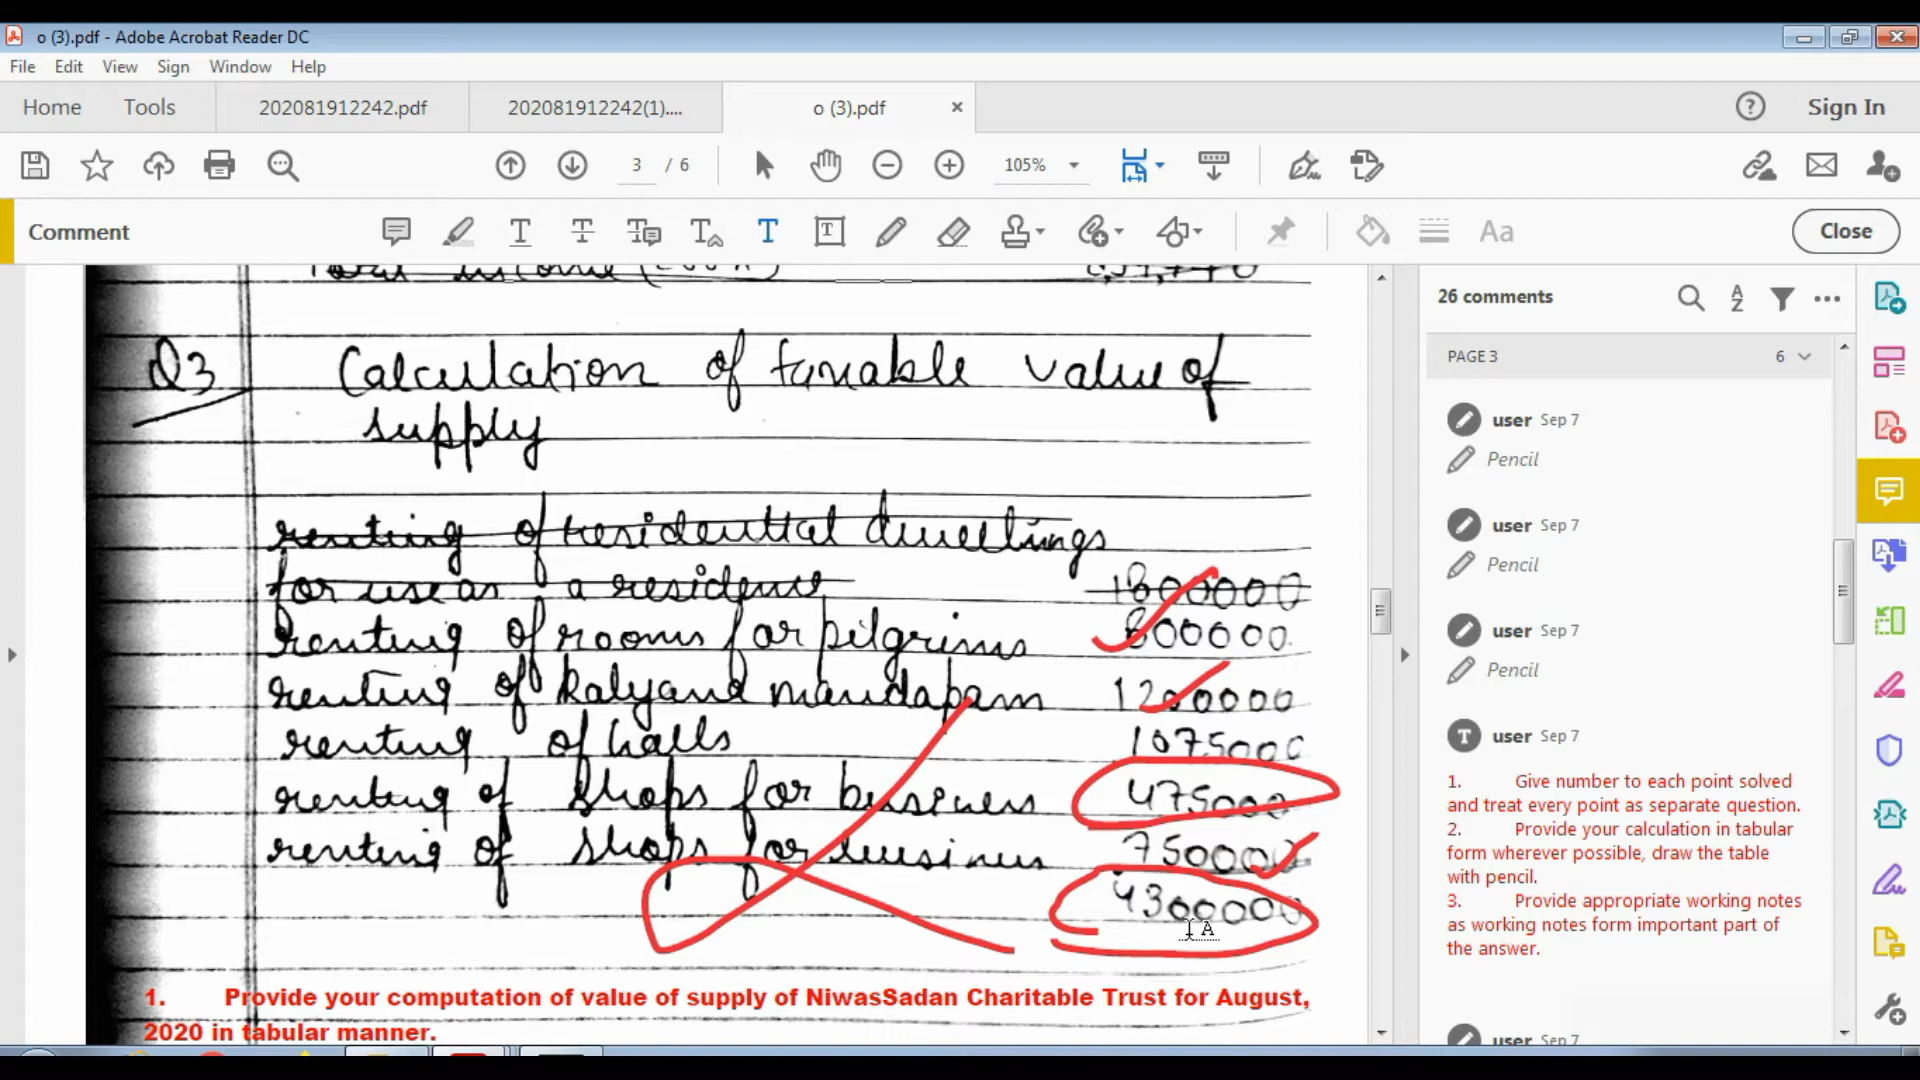 o (3).pdf - Adobe Acrobat Reader DC
File Edit View Sign Window Help
Home Tools 202081912242.pdf 202081912242(1).... o (3).pdf × Sign In
3 / 6 105%
Comment Close
26 comments
PAGE 3 6
user Sep 7
Pencil
user Sep 7
Pencil
user Sep 7
Pencil
user Sep 7
1. Give number to each point solved
and treat every point as separate question.
2. Provide your calculation in tabular
form wherever possible, draw the table
with pencil.
3. Provide appropriate working notes
as working notes form important part of
the answer.
user Sep 7
Total income
Q3 Calculation of taxable value of
supply
renting of residential dwellings
for use as a residence 1800000
renting of rooms for pilgrims 800000
renting of Kalyana mandapam 1200000
renting of halls 1075000
renting of shops for business 475000
renting of shops for business 750000
4300000
1. Provide your computation of value of supply of NiwasSadan Charitable Trust for August,
2020 in tabular manner.